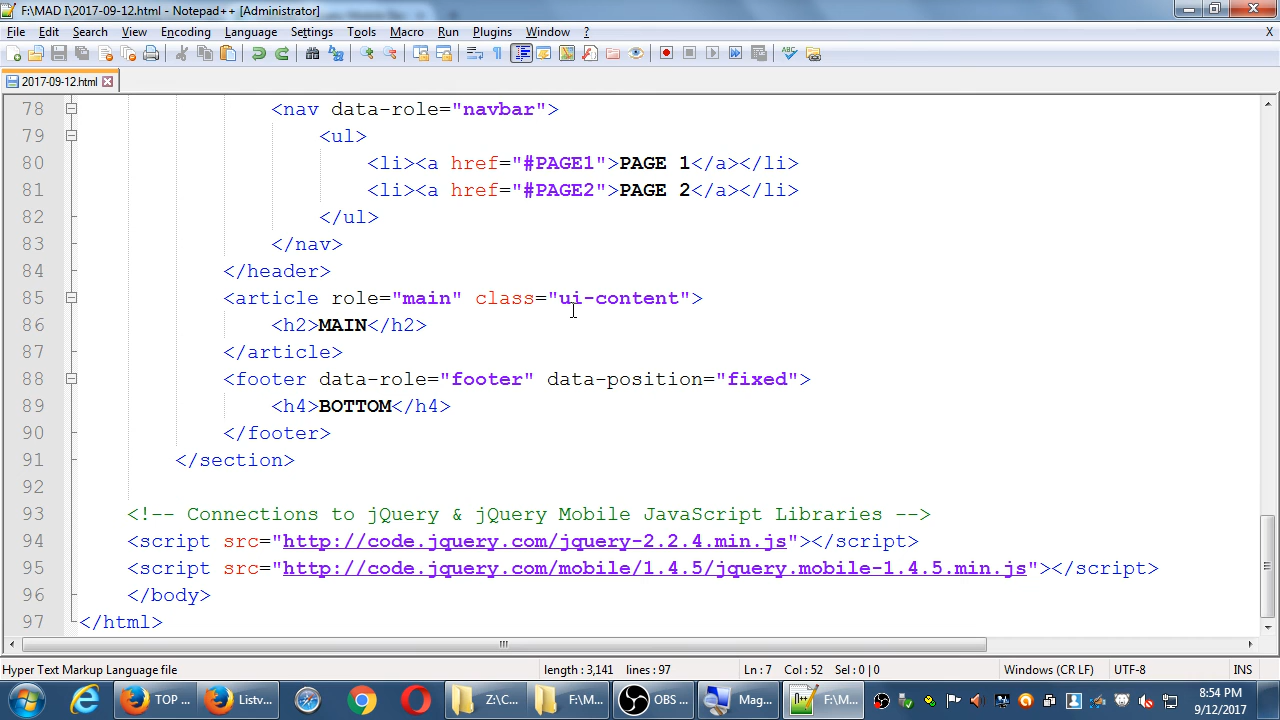 F:\MAD I\2017-09-12.html - Notepad++ [Administrator]
File Edit Search View Encoding Language Settings Tools Macro Run Plugins Window ? X
2017-09-12.html
78 <nav data-role="navbar">
79 <ul>
80 <li><a href="#PAGE1">PAGE 1</a></li>
81 <li><a href="#PAGE2">PAGE 2</a></li>
82 </ul>
83 </nav>
84 </header>
85 <article role="main" class="ui-content">
86 <h2>MAIN</h2>
87 </article>
88 <footer data-role="footer" data-position="fixed">
89 <h4>BOTTOM</h4>
90 </footer>
91 </section>
92
93 <!-- Connections to jQuery & jQuery Mobile JavaScript Libraries -->
94 <script src="http://code.jquery.com/jquery-2.2.4.min.js"></script>
95 <script src="http://code.jquery.com/mobile/1.4.5/jquery.mobile-1.4.5.min.js"></script>
96 </body>
97 </html>
Hyper Text Markup Language file length : 3,141 lines : 97 Ln : 7 Col : 52 Sel : 0 | 0 Windows (CR LF) UTF-8 INS
TOP ... Listv... Z:\C... F:\M... OBS ... Mag... F:\M... 8:54 PM
9/12/2017